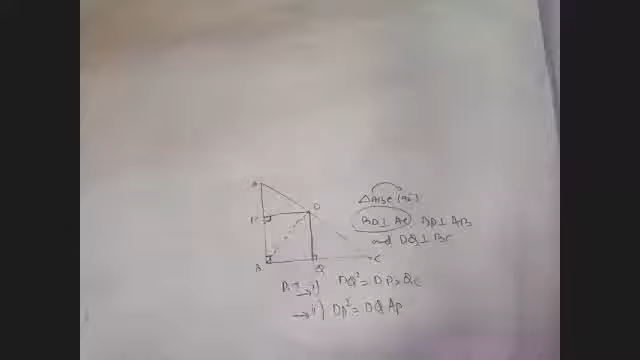 A
D
P
B
Q
C
△ABC (90°)
BD⊥AC DP⊥AB
and DQ⊥BC
P.T → i) DQ² = DP×QC
→ ii) DP² = DQ AP